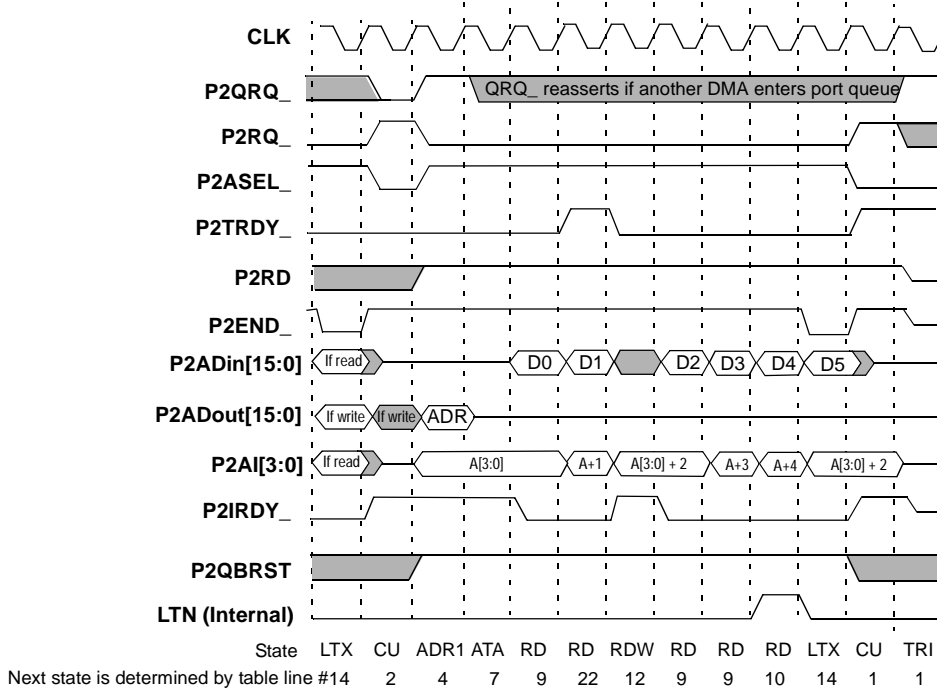 CLK
P2QRQ_ QRQ_ reasserts if another DMA enters port queue
P2RQ_
P2ASEL_
P2TRDY_
P2RD
P2END_
P2ADin[15:0] If read D0 D1 D2 D3 D4 D5
P2ADout[15:0] If write If write ADR
P2AI[3:0] If read A[3:0] A+1 A[3:0] + 2 A+3 A+4 A[3:0] + 2
P2IRDY_
P2QBRST
LTN (Internal)
State LTX CU ADR1 ATA RD RD RDW RD RD RD LTX CU TRI
Next state is determined by table line #14 2 4 7 9 22 12 9 9 10 14 1 1